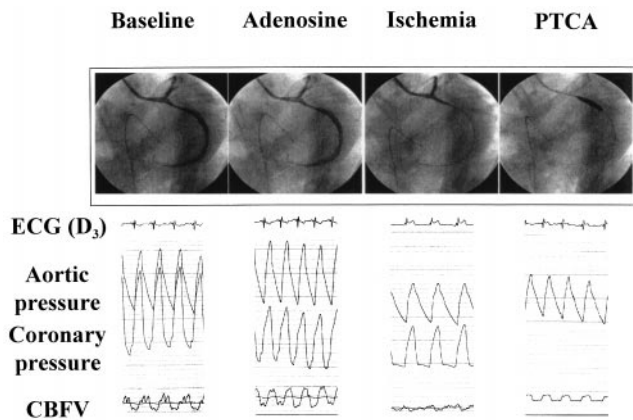 Baseline Adenosine Ischemia PTCA
ECG (D3)
Aortic
pressure
Coronary
pressure
CBFV